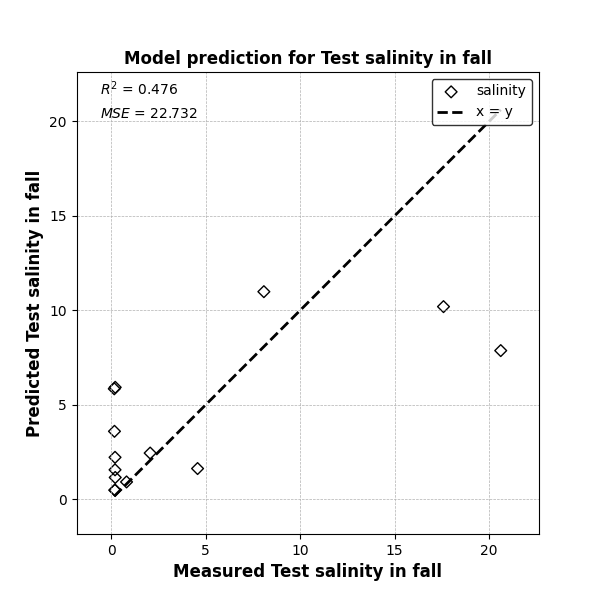 Model prediction for Test salinity in fall
R² = 0.476
MSE = 22.732
salinity
x = y
Predicted Test salinity in fall
20
15
10
5
0
0 5 10 15 20
Measured Test salinity in fall